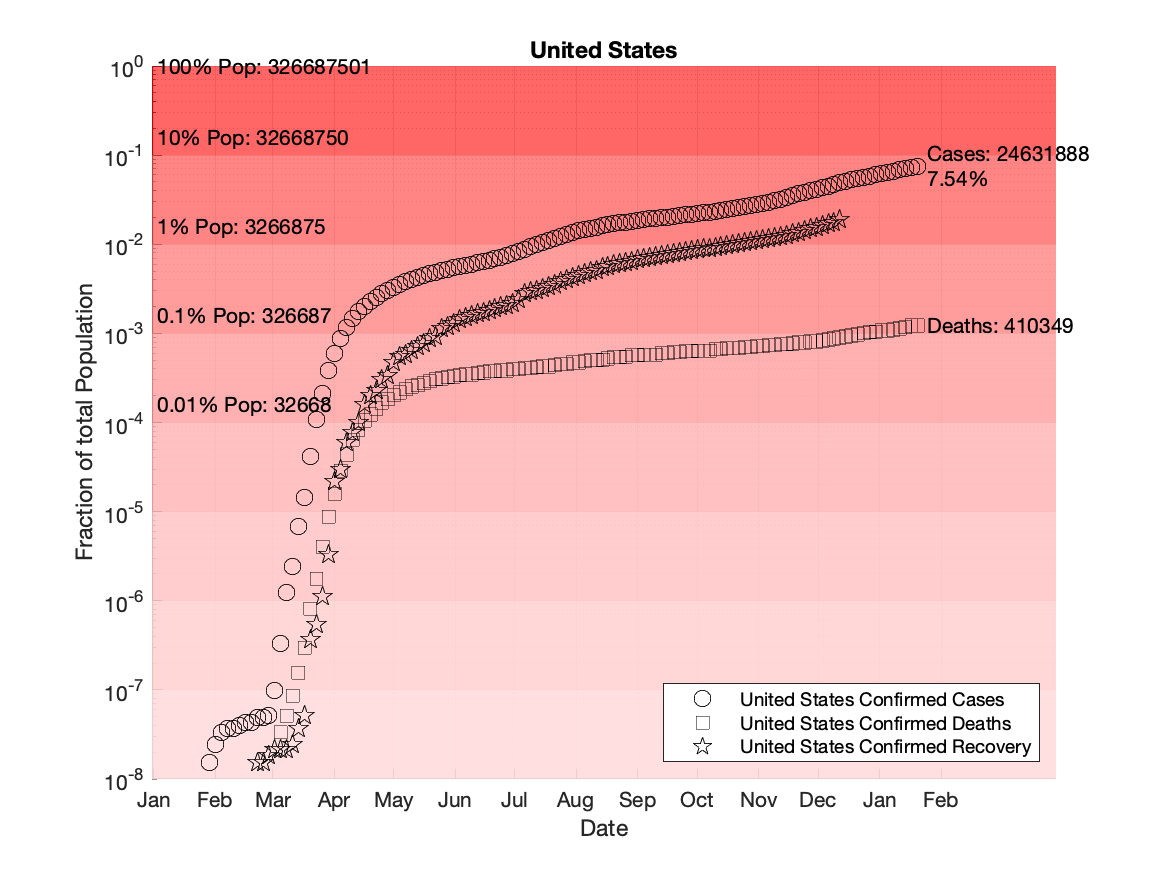 United States
10^0
100% Pop: 326687501
10% Pop: 32668750
10^-1
Cases: 24631888
7.54%
1% Pop: 3266875
10^-2
0.1% Pop: 326687
Deaths: 410349
10^-3
0.01% Pop: 32668
10^-4
10^-5
10^-6
10^-7
10^-8
Fraction of total Population
United States Confirmed Cases
United States Confirmed Deaths
United States Confirmed Recovery
Jan Feb Mar Apr May Jun Jul Aug Sep Oct Nov Dec Jan Feb
Date